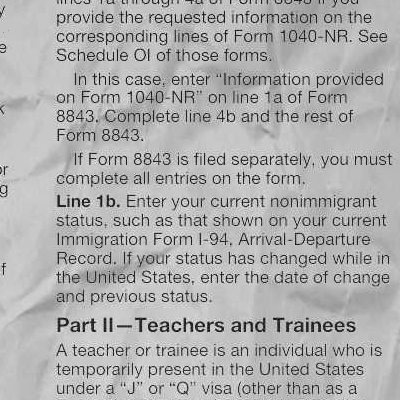 lines 1a through 4a of Form 8843 if you
provide the requested information on the
corresponding lines of Form 1040-NR. See
Schedule OI of those forms.
In this case, enter “Information provided
on Form 1040-NR” on line 1a of Form
8843, Complete line 4b and the rest of
Form 8843.
If Form 8843 is filed separately, you must
complete all entries on the form.
Line 1b. Enter your current nonimmigrant
status, such as that shown on your current
Immigration Form I-94, Arrival-Departure
Record. If your status has changed while in
the United States, enter the date of change
and previous status.
Part II—Teachers and Trainees
A teacher or trainee is an individual who is
temporarily present in the United States
under a “J” or “Q” visa (other than as a